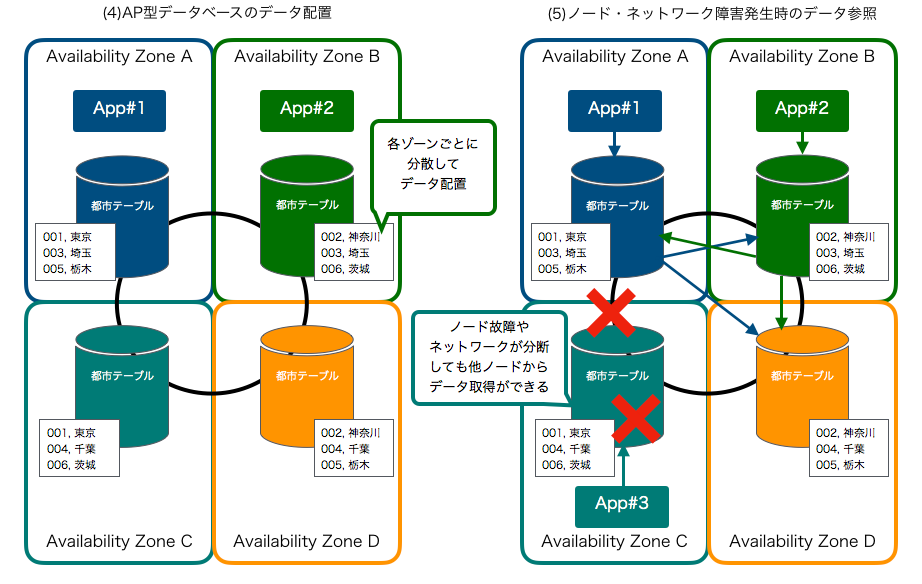 (4)AP型データベースのデータ配置
Availability Zone A
Availability Zone B
App#1
App#2
各ゾーンごとに
分散して
データ配置
都市テーブル
001, 東京
003, 埼玉
005, 栃木
都市テーブル
002, 神奈川
003, 埼玉
006, 茨城
都市テーブル
001, 東京
004, 千葉
006, 茨城
都市テーブル
002, 神奈川
004, 千葉
005, 栃木
Availability Zone C
Availability Zone D
(5)ノード・ネットワーク障害発生時のデータ参照
Availability Zone A
Availability Zone B
App#1
App#2
都市テーブル
001, 東京
003, 埼玉
005, 栃木
都市テーブル
002, 神奈川
003, 埼玉
006, 茨城
ノード故障や
ネットワークが分断
しても他ノードから
データ取得ができる
都市テーブル
001, 東京
004, 千葉
006, 茨城
都市テーブル
002, 神奈川
004, 千葉
005, 栃木
App#3
Availability Zone C
Availability Zone D